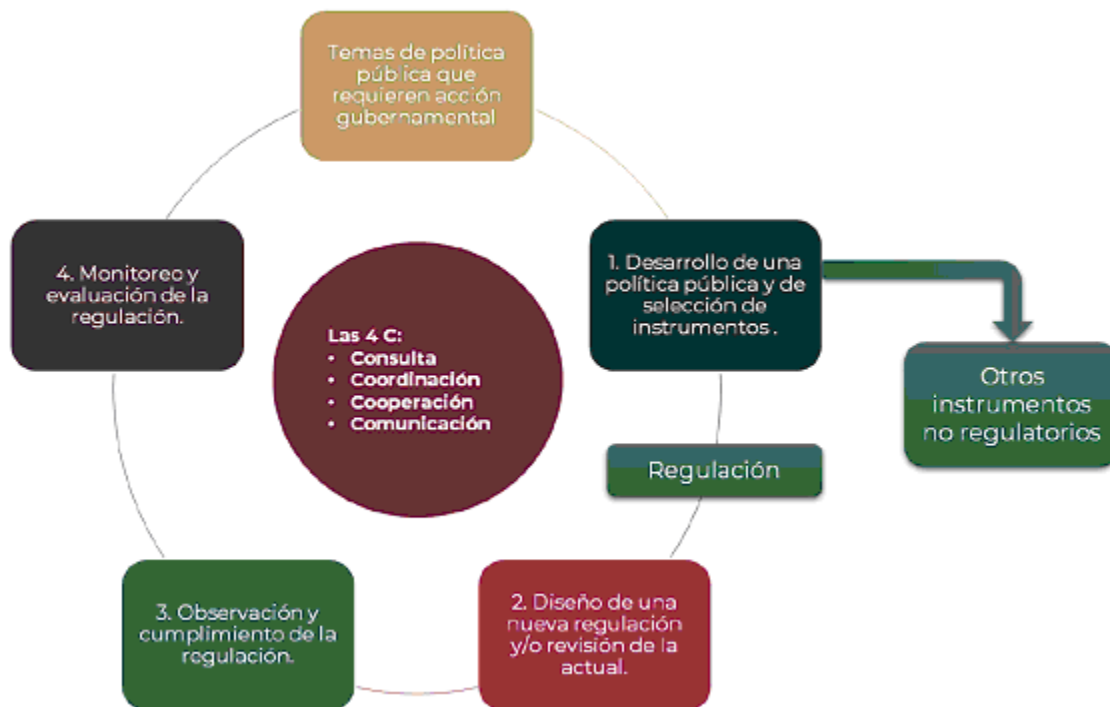 Temas de política
pública que
requieren acción
gubernamental
1. Desarrollo de una
política pública y de
selección de
instrumentos .
Otros
instrumentos
no regulatorios
Regulación
2. Diseño de una
nueva regulación
y/o revisión de la
actual.
3. Observación y
cumplimiento de la
regulación.
4. Monitoreo y
evaluación de la
regulación.
Las 4 C:
• Consulta
• Coordinación
• Cooperación
• Comunicación